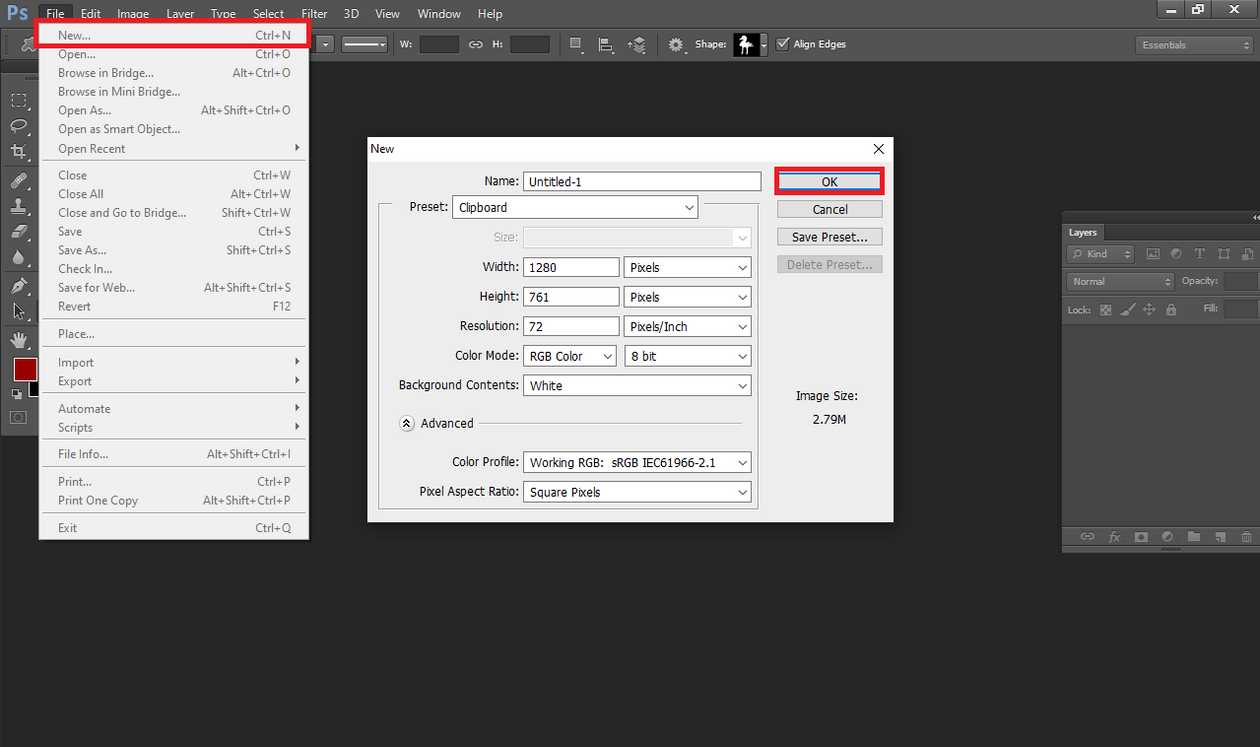 Ps File Edit Image Layer Type Select Filter 3D View Window Help
W: H: Shape: Align Edges Essentials
New... Ctrl+N
Open... Ctrl+O
Browse in Bridge... Alt+Ctrl+O
Browse in Mini Bridge...
Open As... Alt+Shift+Ctrl+O
Open as Smart Object...
Open Recent
Close Ctrl+W
Close All Alt+Ctrl+W
Close and Go to Bridge... Shift+Ctrl+W
Save Ctrl+S
Save As... Shift+Ctrl+S
Check In...
Save for Web... Alt+Shift+Ctrl+S
Revert F12
Place...
Import
Export
Automate
Scripts
File Info... Alt+Shift+Ctrl+I
Print... Ctrl+P
Print One Copy Alt+Shift+Ctrl+P
Exit Ctrl+Q
New
Name: Untitled-1
Preset: Clipboard
Size:
Width: 1280 Pixels
Height: 761 Pixels
Resolution: 72 Pixels/Inch
Color Mode: RGB Color 8 bit
Background Contents: White
Advanced
Color Profile: Working RGB: sRGB IEC61966-2.1
Pixel Aspect Ratio: Square Pixels
OK
Cancel
Save Preset...
Delete Preset...
Image Size:
2.79M
Layers
Kind T
Normal Opacity:
Lock: Fill:
fx